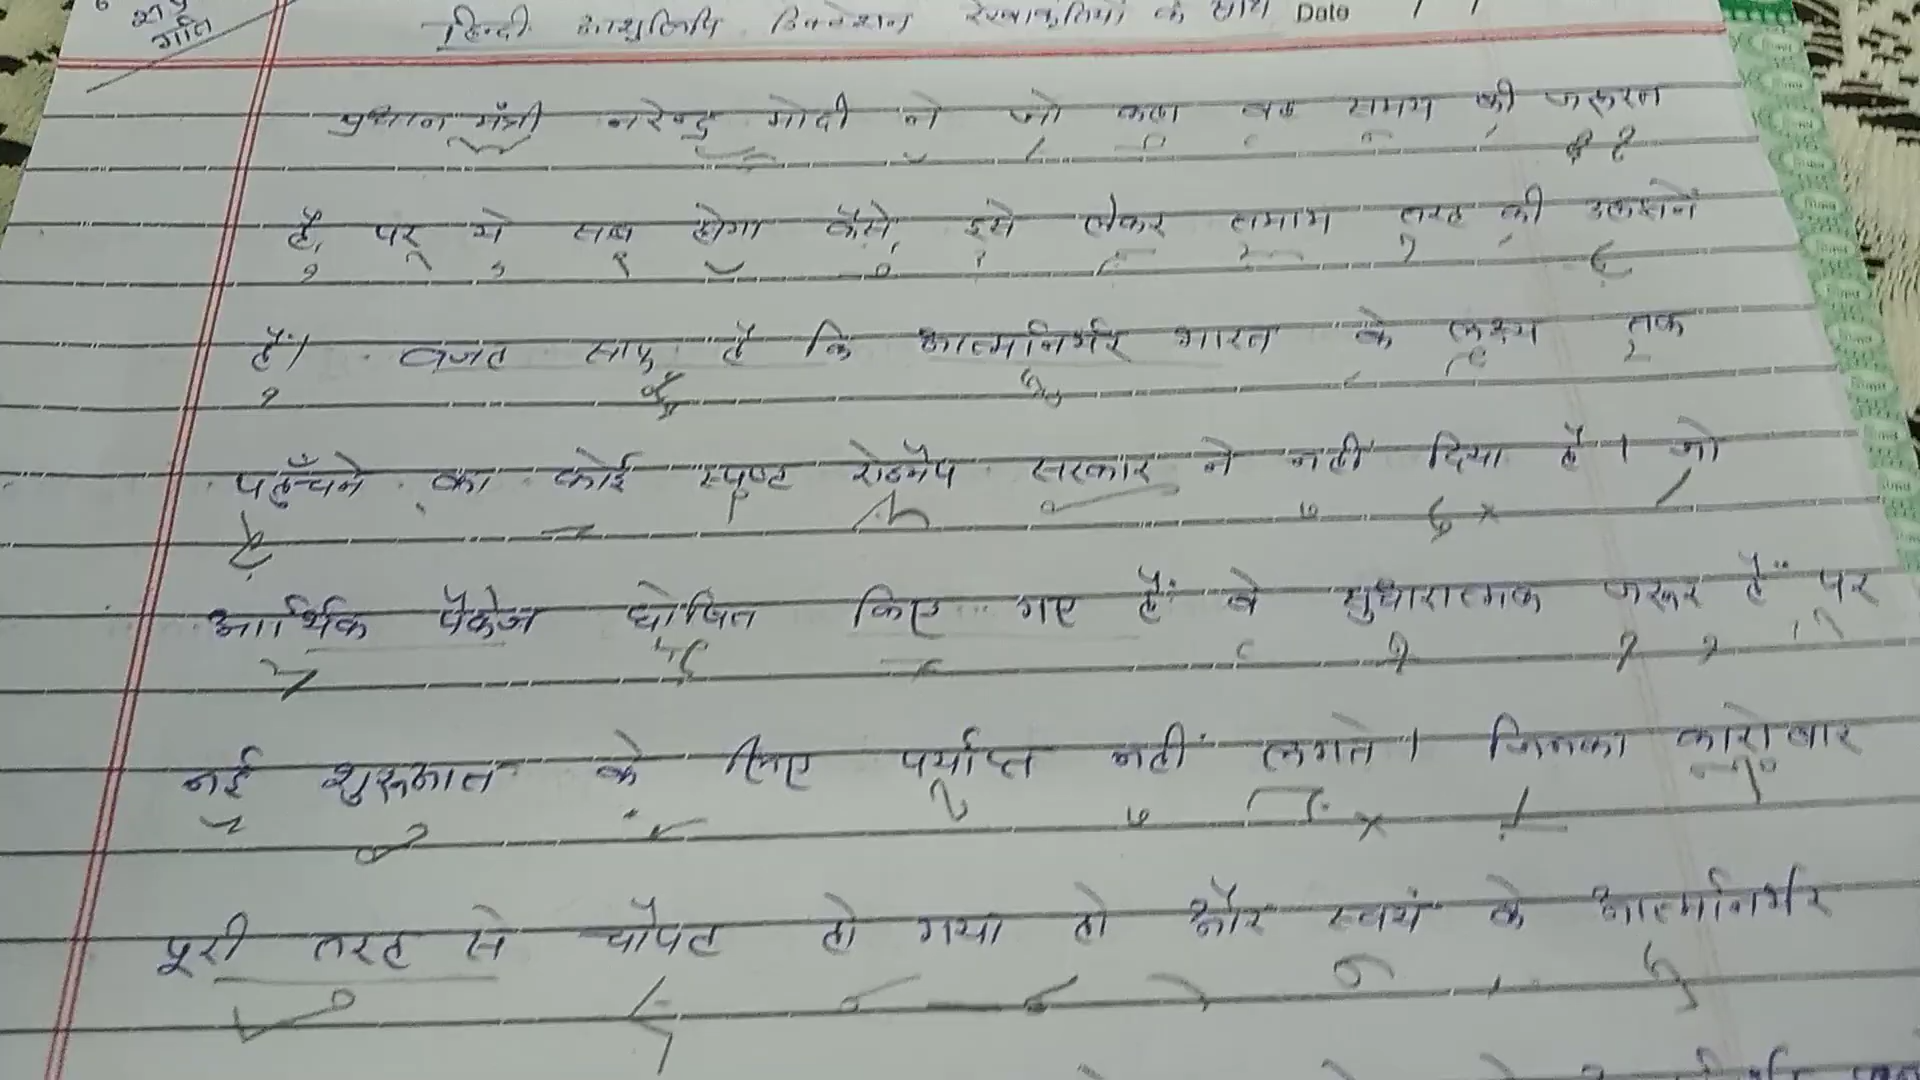 गति
हिन्दी आशुलिपि डिक्टेशन रेखाकृतियों के साथ Date / /
प्रधान मंत्री नरेन्द्र मोदी ने जो कहा वह समय की जरूरत
है, पर ये सब होगा कैसे, इसे लेकर तमाम तरह की उलझनें
हैं। वजह साफ है कि आत्मनिर्भर भारत के लक्ष्य तक
पहुँचने का कोई स्पष्ट रोडमैप सरकार ने नहीं दिया है। जो
आर्थिक पैकेज घोषित किए गए हैं वे सुधारात्मक जरूर हैं पर
नई शुरूआत के लिए पर्याप्त नहीं लगते। जिनका कारोबार
पूरी तरह से चौपट हो गया हो और स्वयं के आत्मनिर्भर